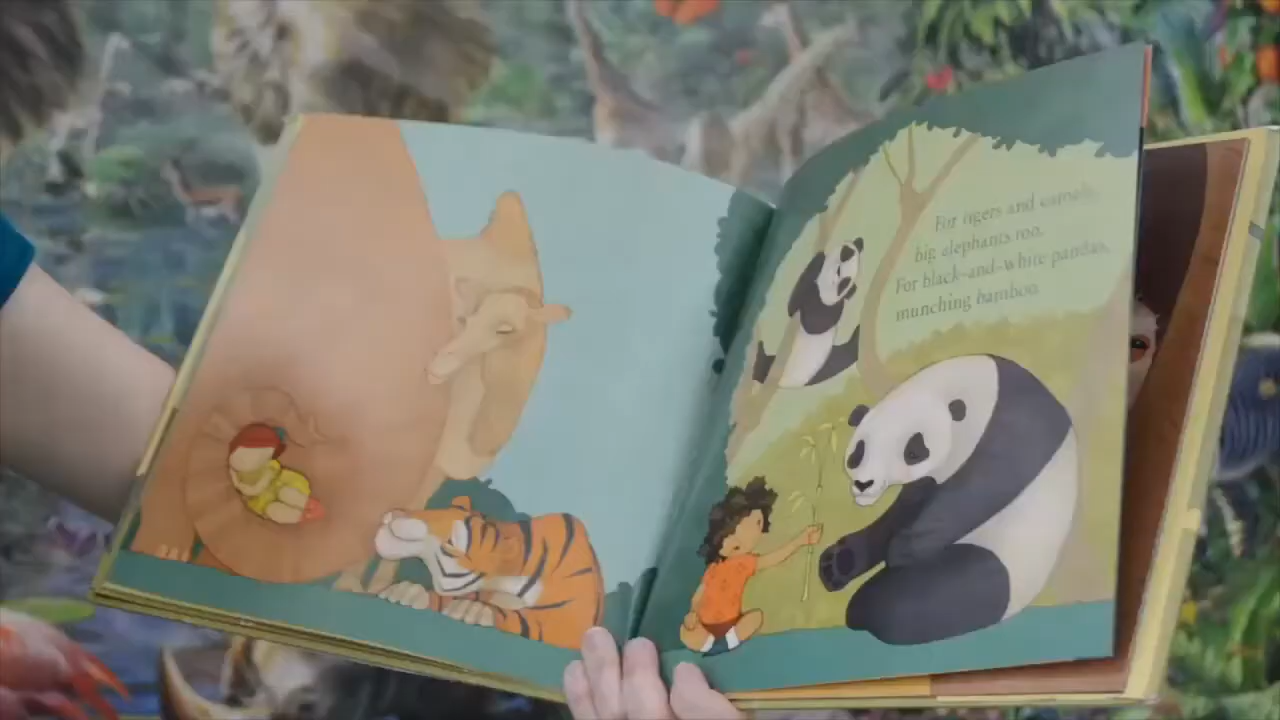 For tigers and camels,
big elephants too.
For black-and-white pandas,
munching bamboo.